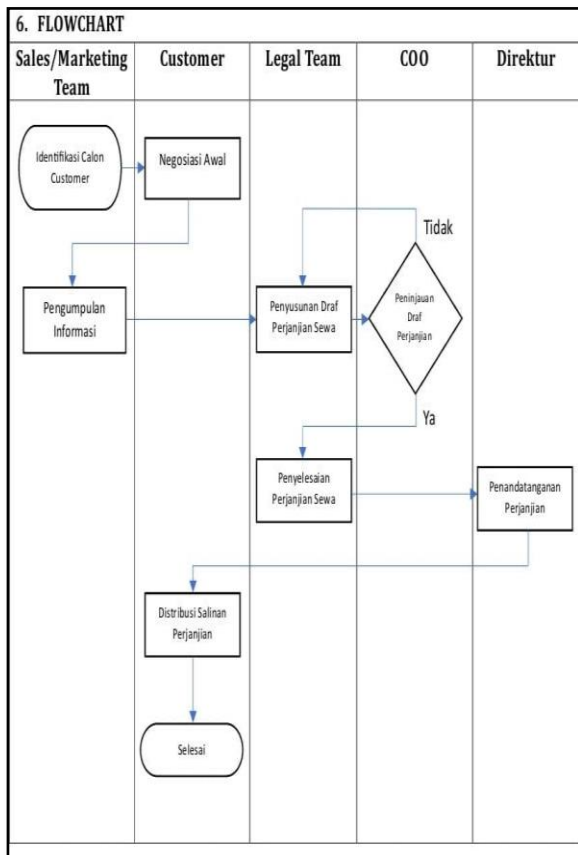 6. FLOWCHART
Sales/Marketing
Team
Customer
Legal Team
COO
Direktur
Identifikasi Calon
Customer
Negosiasi Awal
Tidak
Pengumpulan
Informasi
Penyusunan Draf
Perjanjian Sewa
Peninjauan
Draf
Perjanjian
Ya
Penyelesaian
Perjanjian Sewa
Penandatanganan
Perjanjian
Distribusi Salinan
Perjanjian
Selesai